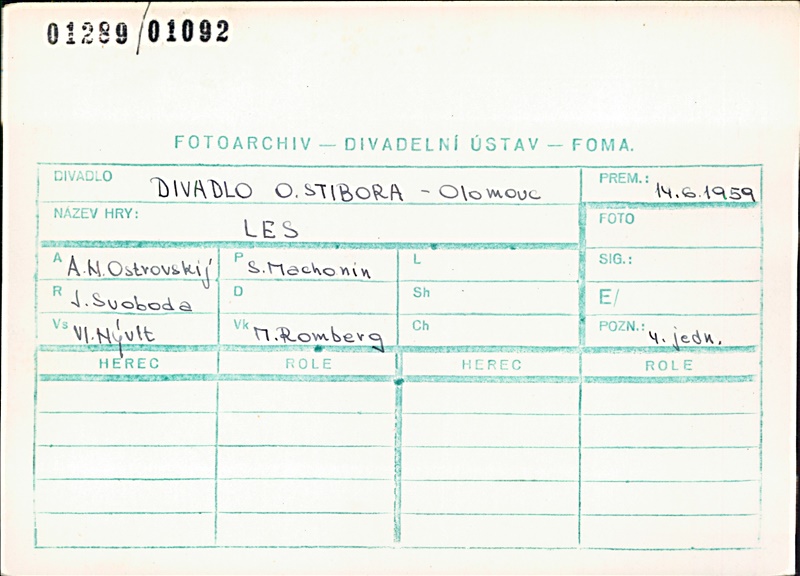 01289/01092
FOTOARCHIV — DIVADELNÍ ÚSTAV — FOMA.
DIVADLO DIVADLO O. STIBORA - Olomouc PREM.: 14.6.1959
NÁZEV HRY: LES FOTO
A A.N.Ostrovskij P S.Machonin L SIG.:
R J.Svoboda D Sh E/
Vs Vl.Nývlt Vk M.Romberg Ch POZN.: 4. jedn.
HEREC ROLE HEREC ROLE